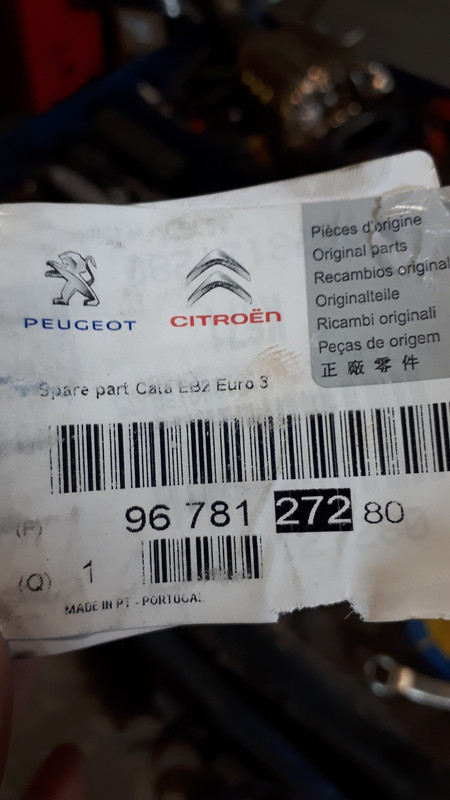 PEUGEOT
CITROËN
Pièces d'origine
Original parts
Recambios original
Originalteile
Ricambi originali
Peças de origem
正廠零件
Spare part Cata EB2 Euro 3
(P) 96 781 272 80
(Q) 1
MADE IN PT - PORTUGAL